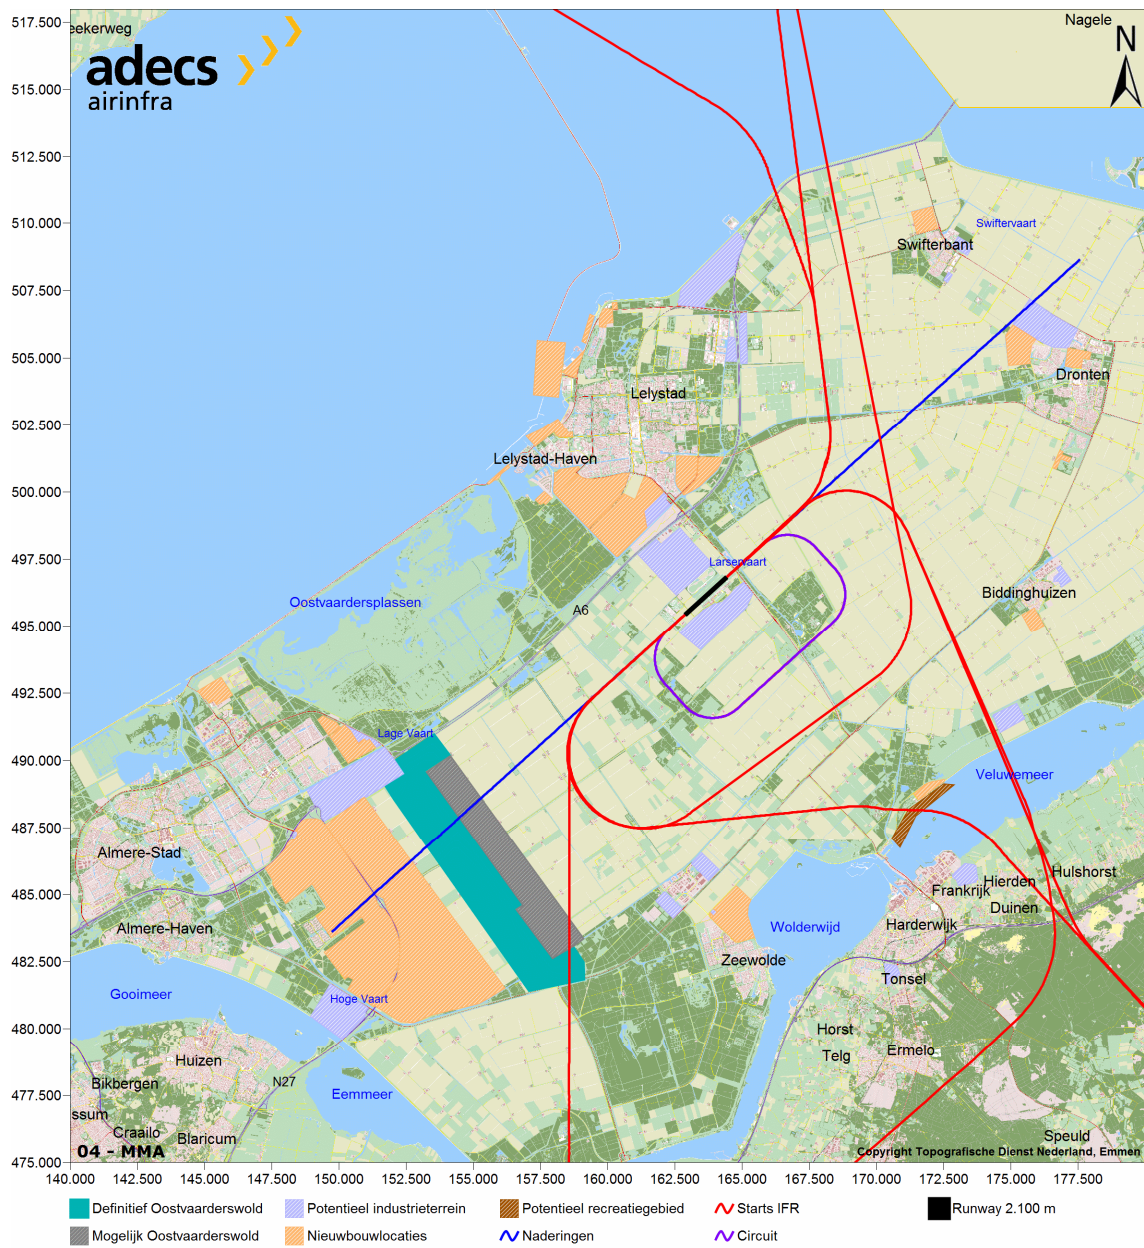 517.500
eekerweg
Nagele
N
adecs
airinfra
515.000
512.500
510.000
Swiftervaart
Swifterbant
507.500
505.000
Dronten
Lelystad
502.500
Lelystad-Haven
500.000
497.500
Larservaart
Oostvaardersplassen
A6
Biddinghuizen
495.000
492.500
Lage Vaart
490.000
Veluwemeer
487.500
Almere-Stad
Hulshorst
Hierden
Frankrijk
485.000
Duinen
Almere-Haven
Wolderwijd
Harderwijk
482.500
Zeewolde
Tonsel
Gooimeer
Hoge Vaart
480.000
Horst
Telg
Ermelo
Huizen
N27
Bikbergen
477.500
Eemmeer
ssum
Craailo
Blaricum
Speuld
04 - MMA
Copyright Topografische Dienst Nederland, Emmen
475.000
140.000 142.500 145.000 147.500 150.000 152.500 155.000 157.500 160.000 162.500 165.000 167.500 170.000 172.500 175.000 177.500
Definitief Oostvaarderswold Potentieel industrieterrein Potentieel recreatiegebied Starts IFR Runway 2.100 m
Mogelijk Oostvaarderswold Nieuwbouwlocaties Naderingen Circuit